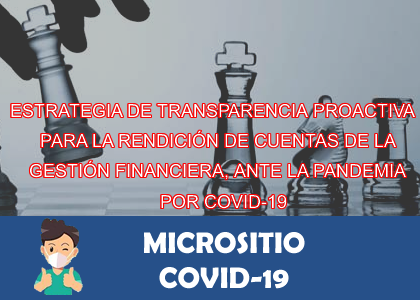 ESTRATEGIA DE TRANSPARENCIA PROACTIVA
PARA LA RENDICIÓN DE CUENTAS DE LA
GESTIÓN FINANCIERA, ANTE LA PANDEMIA
POR COVID-19
MICROSITIO
COVID-19